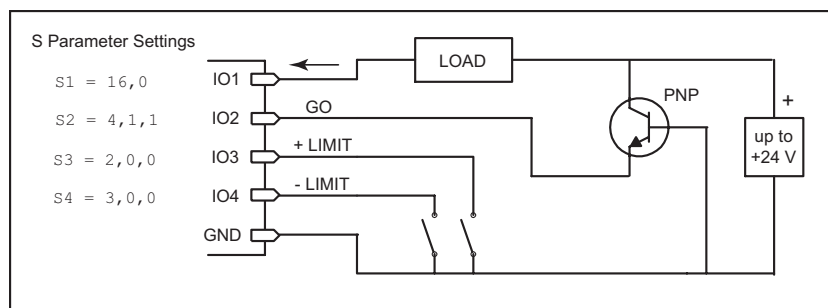 S Parameter Settings
S1 = 16,0
S2 = 4,1,1
S3 = 2,0,0
S4 = 3,0,0
IO1
IO2
IO3
IO4
GND
GO
+ LIMIT
- LIMIT
LOAD
PNP
+
up to
+24 V